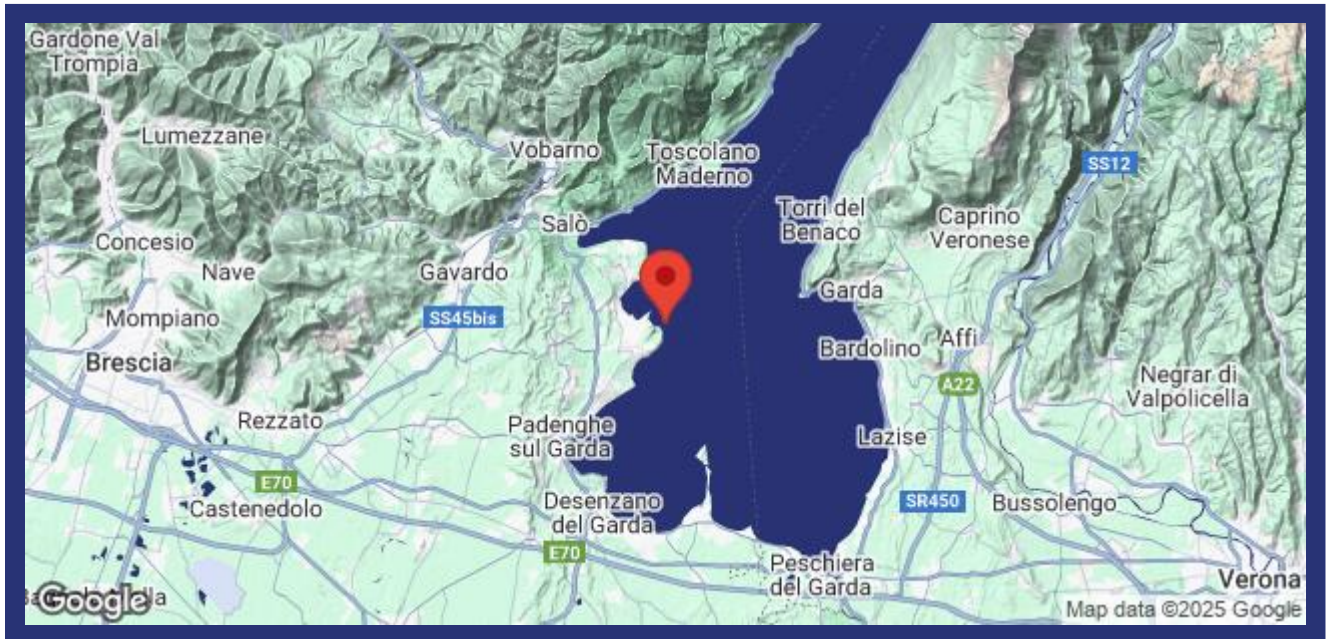 Gardone Val
Trompia
Lumezzane
Vobarno
Toscolano
Maderno
SS12
Salò
Torri del
Benaco
Caprino
Veronese
Concesio
Nave
Gavardo
Garda
Mompiano
SS45bis
Brescia
Bardolino
Affi
A22
Negrar di
Valpolicella
Rezzato
Padenghe
sul Garda
Lazise
E70
Castenedolo
Desenzano
del Garda
SR450
Bussolengo
E70
Peschiera
del Garda
Verona
Google
Map data ©2025 Google